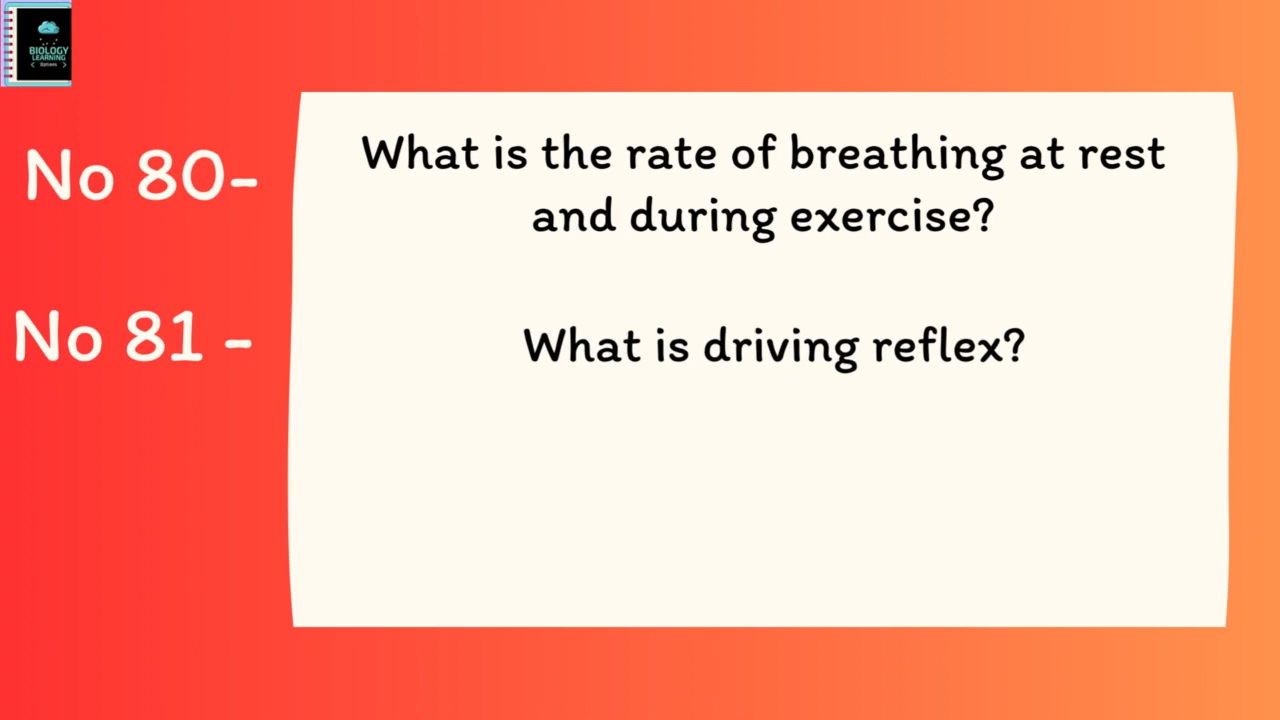 BIOLOGY
LEARNING
< Options >
No 80-
What is the rate of breathing at rest
and during exercise?
No 81 -
What is driving reflex?